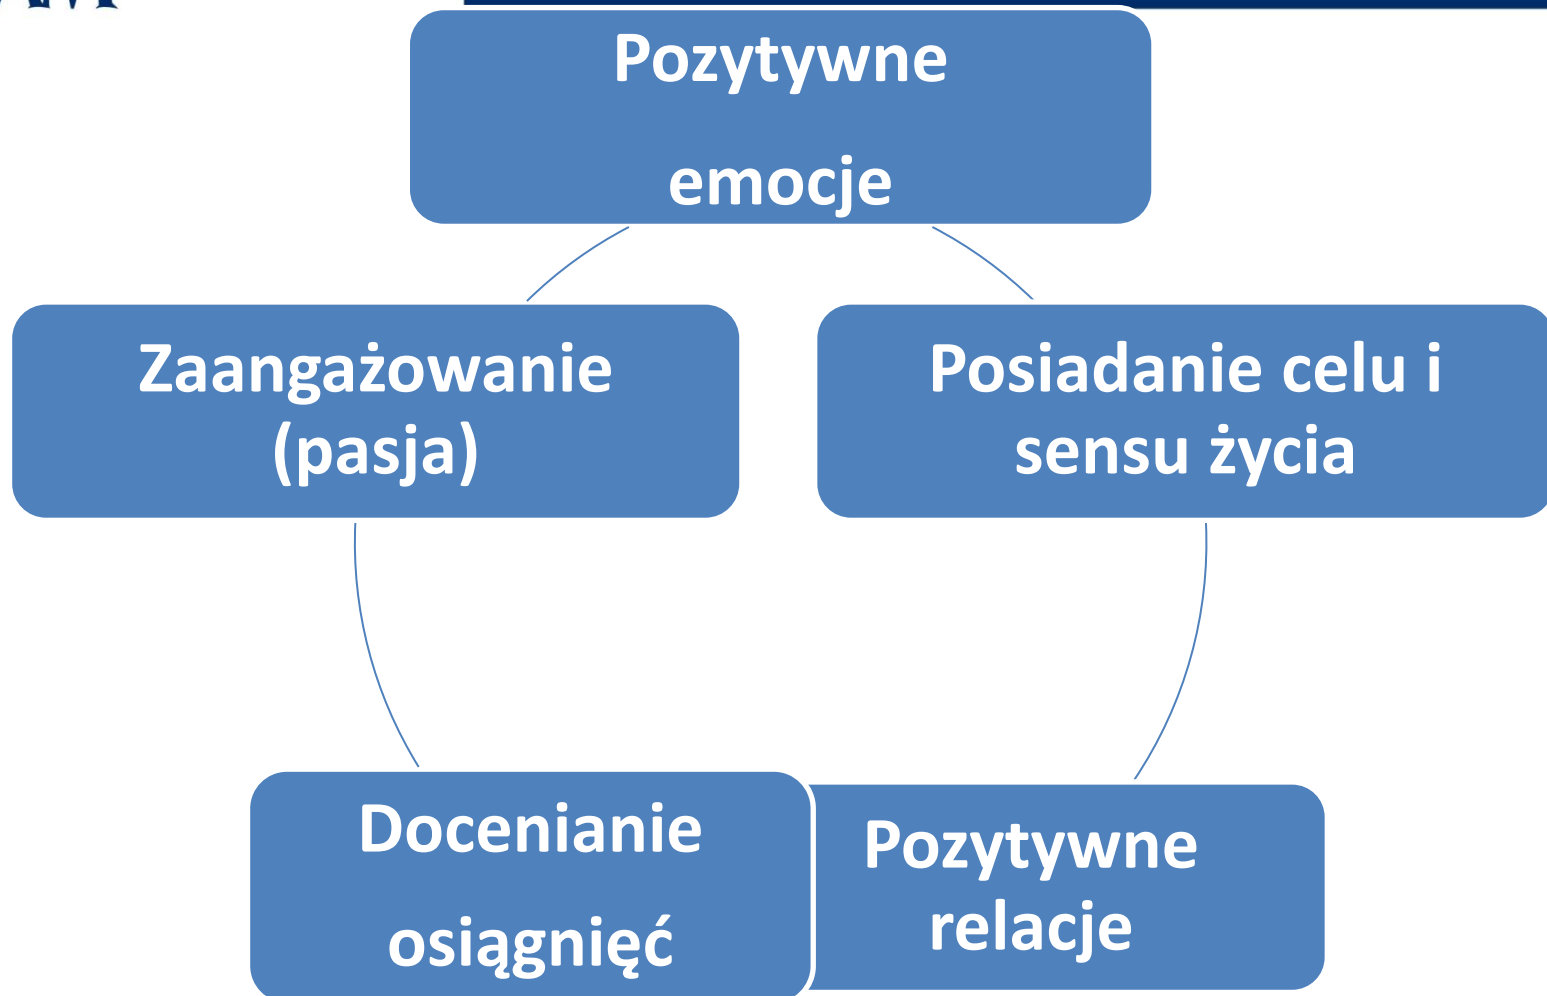 Pozytywne
emocje
Zaangażowanie
(pasja)
Posiadanie celu i
sensu życia
Docenianie
osiągnięć
Pozytywne
relacje